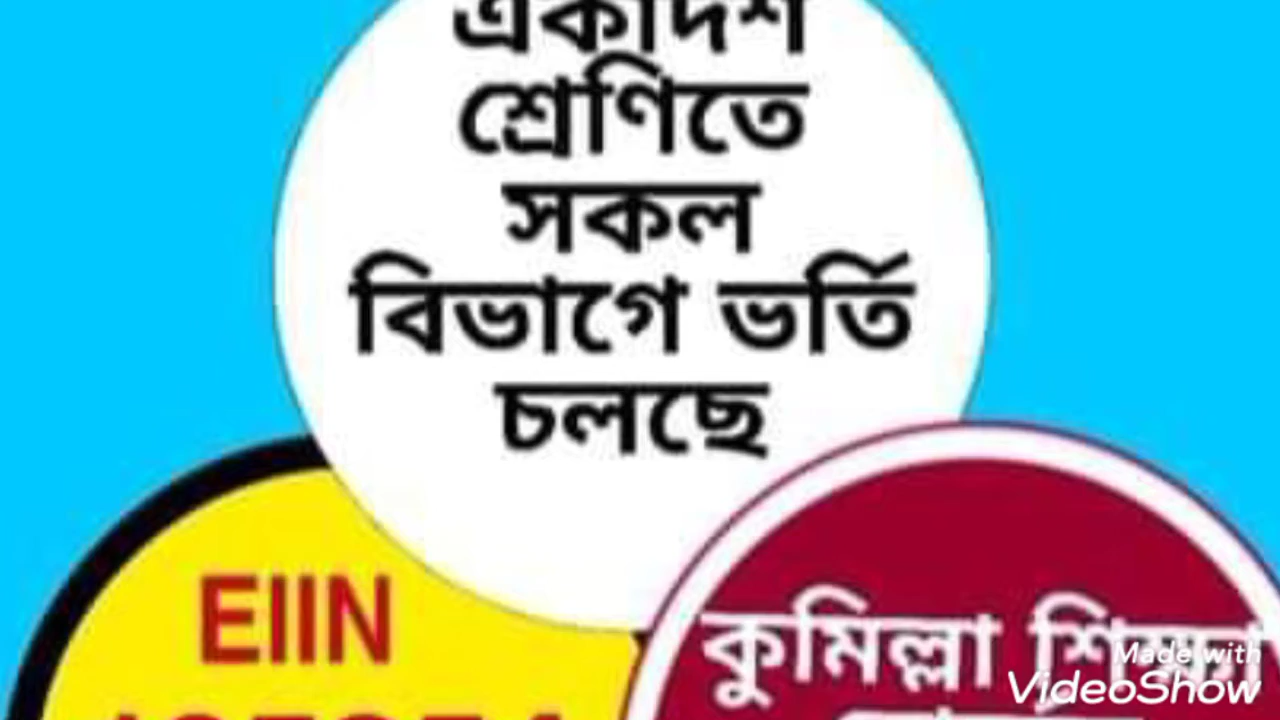 একাদশ
শ্রেণিতে
সকল
বিভাগে ভর্তি
চলছে
EIIN
কুমিল্লা শিক্ষা
Made with
VideoShow